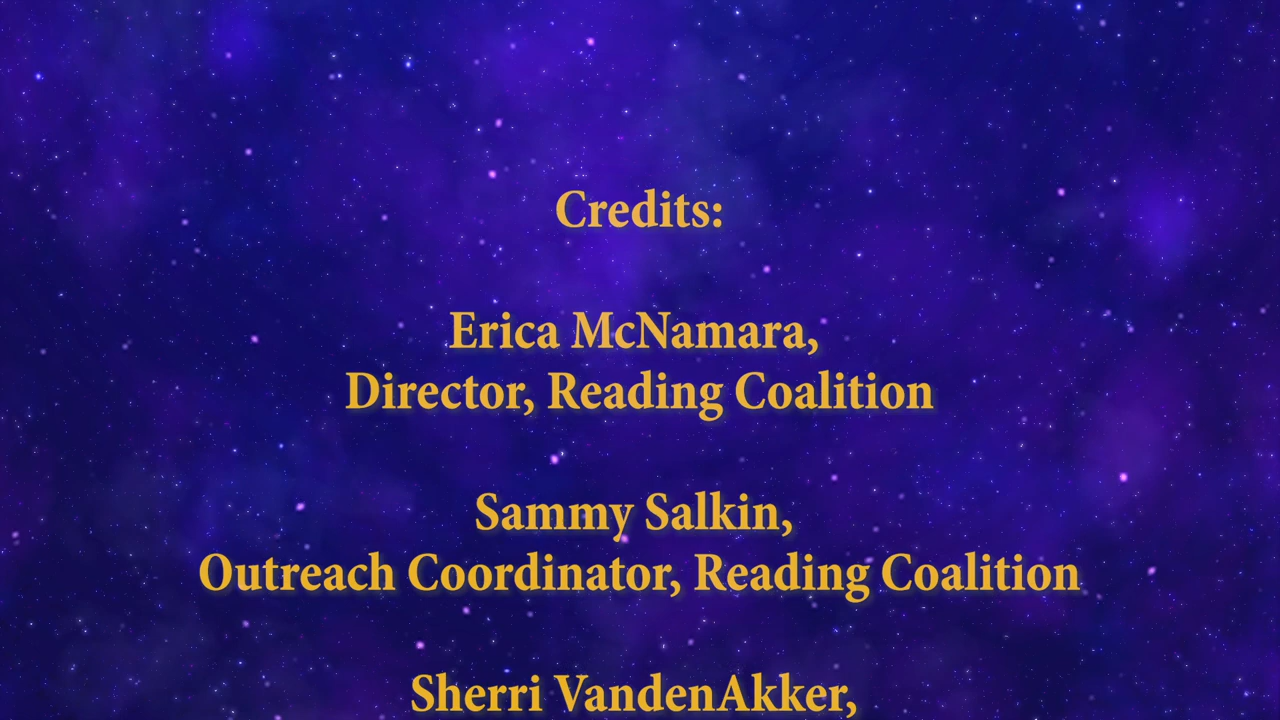 Credits:
Erica McNamara,
Director, Reading Coalition
Sammy Salkin,
Outreach Coordinator, Reading Coalition
Sherri VandenAkker,